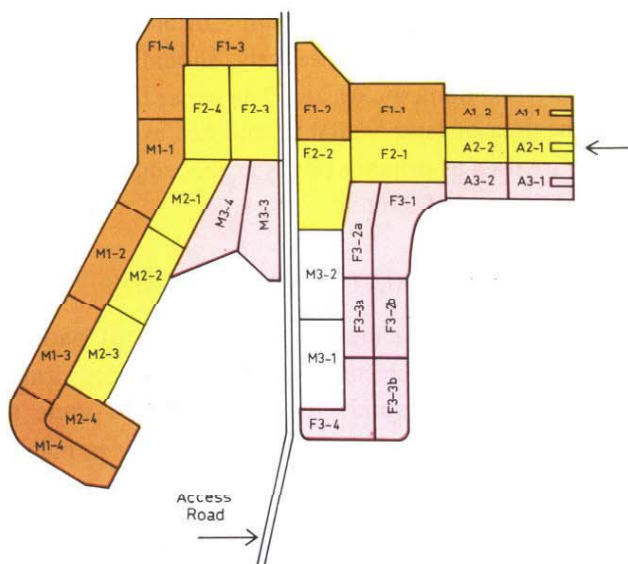 F1-4
F1-3
F2-4
F2-3
F1-2
F1-1
A1-2
A1-1
F2-2
F2-1
A2-2
A2-1
A3-2
A3-1
M1-1
M2-1
M3-4
M3-3
F3-2a
F3-1
M1-2
M2-2
M3-2
F3-3a
F3-2b
M1-3
M2-3
M3-1
F3-3b
M2-4
M1-4
F3-4
Access
Road